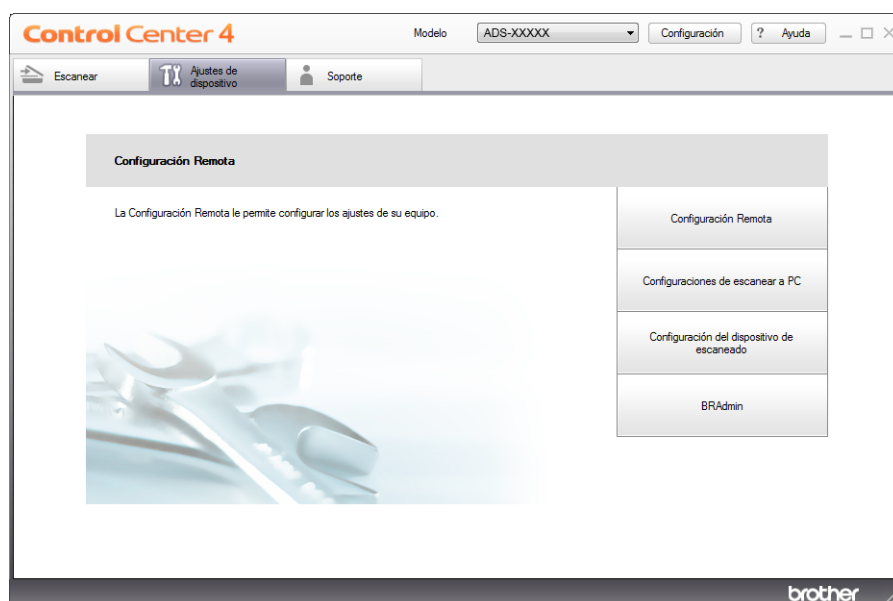 Control Center 4
Modelo
ADS-XXXXX
Configuración
? Ayuda
Escanear
Ajustes de
dispositivo
Soporte
Configuración Remota
La Configuración Remota le permite configurar los ajustes de su equipo.
Configuración Remota
Configuraciones de escanear a PC
Configuración del dispositivo de
escaneado
BRAdmin
brother